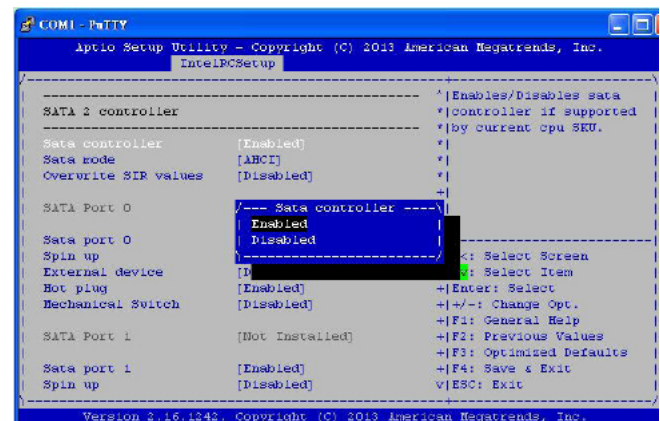 COM1 - PuTTY
Aptio Setup Utility - Copyright (C) 2013 American Megatrends, Inc.
IntelRCSetup
SATA 2 controller
Sata controller [Enabled]
Sata mode [AHCI]
Overwrite SIR values [Disabled]
SATA Port 0
Sata port 0
Spin up
External device [D
Hot plug [Enabled]
Mechanical Switch [Disabled]
SATA Port 1 [Not Installed]
Sata port 1 [Enabled]
Spin up [Disabled]
--- Sata controller ----
Enabled
Disabled
^|Enables/Disables sata
*|controller if supported
*|by current cpu SKU.
*|
*|
*|
+|
<: Select Screen
v: Select Item
+|Enter: Select
+|+/-: Change Opt.
+|F1: General Help
+|F2: Previous Values
+|F3: Optimized Defaults
+|F4: Save & Exit
v|ESC: Exit
Version 2.16.1242. Copyright (C) 2013 American Megatrends, Inc.